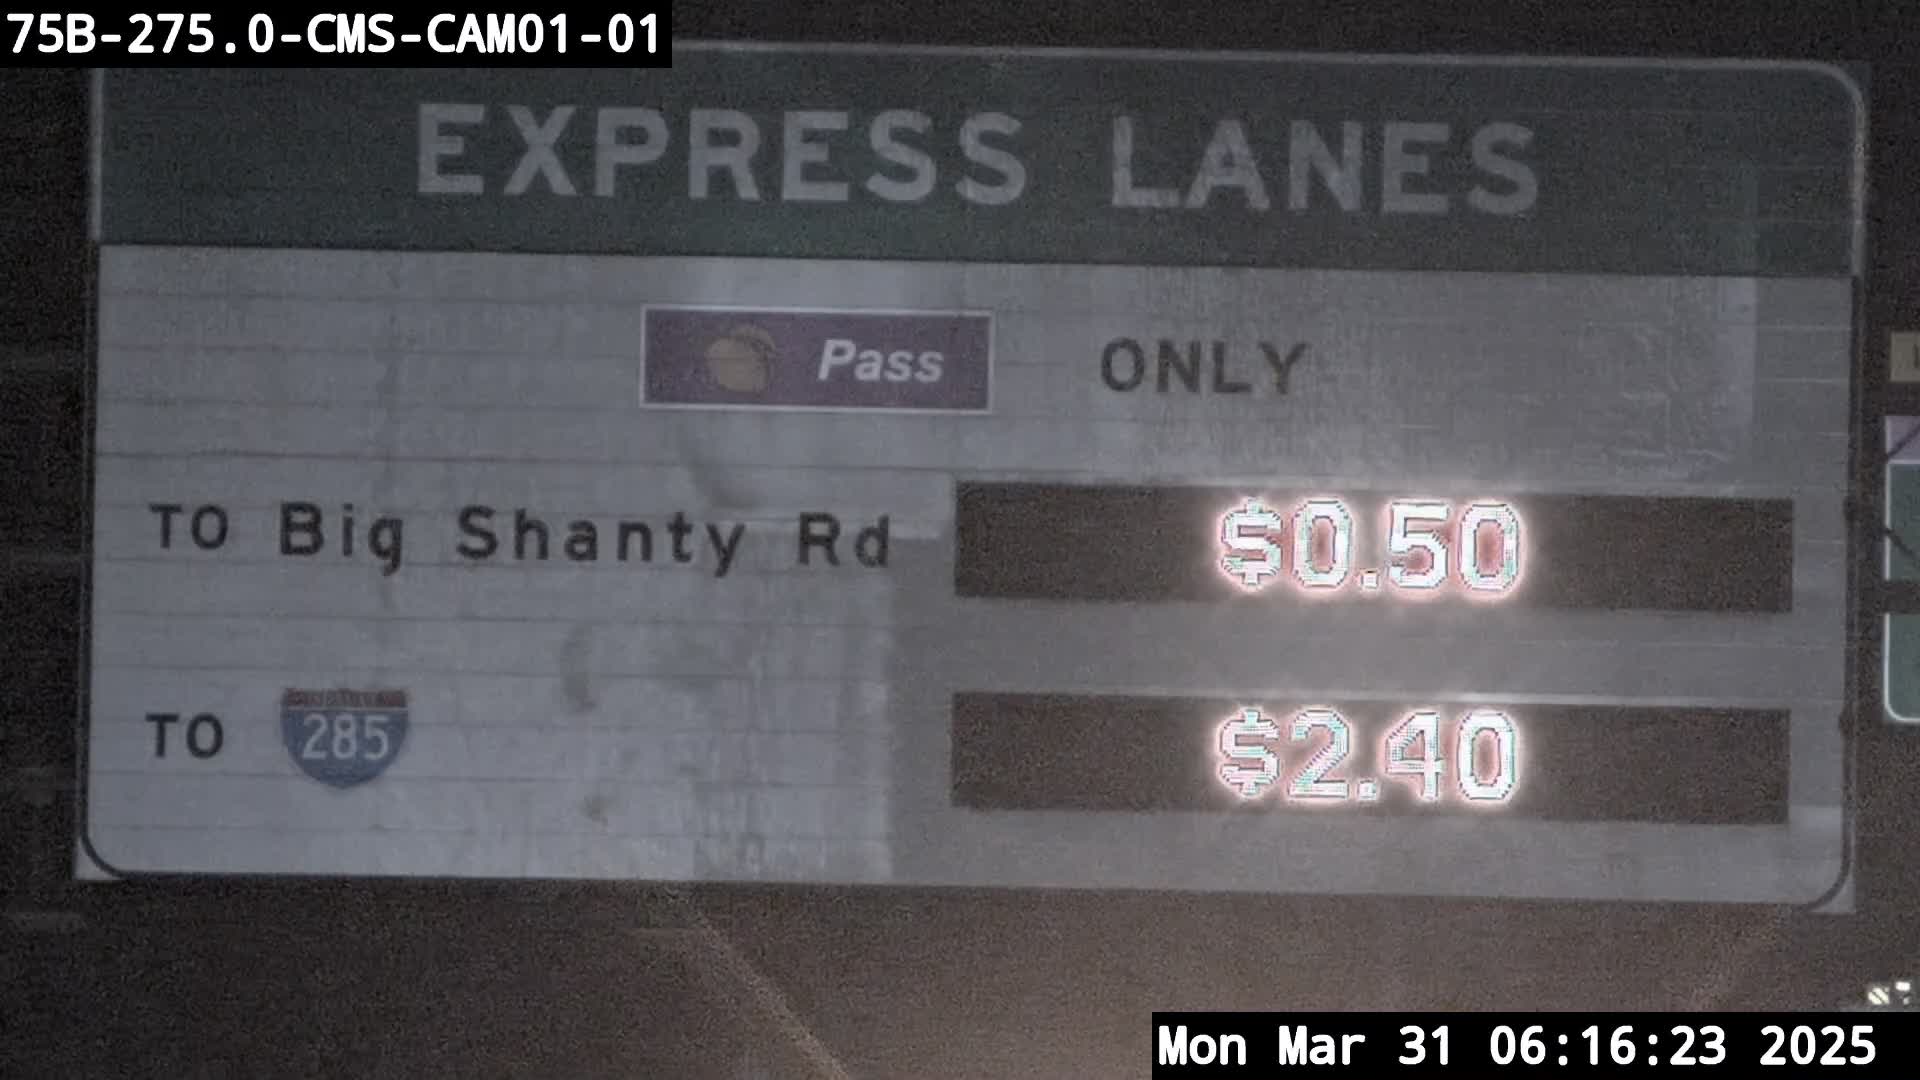 75B-275.0-CMS-CAM01-01
EXPRESS LANES
Pass ONLY
TO Big Shanty Rd $0.50
TO 285 $2.40
Mon Mar 31 06:16:23 2025